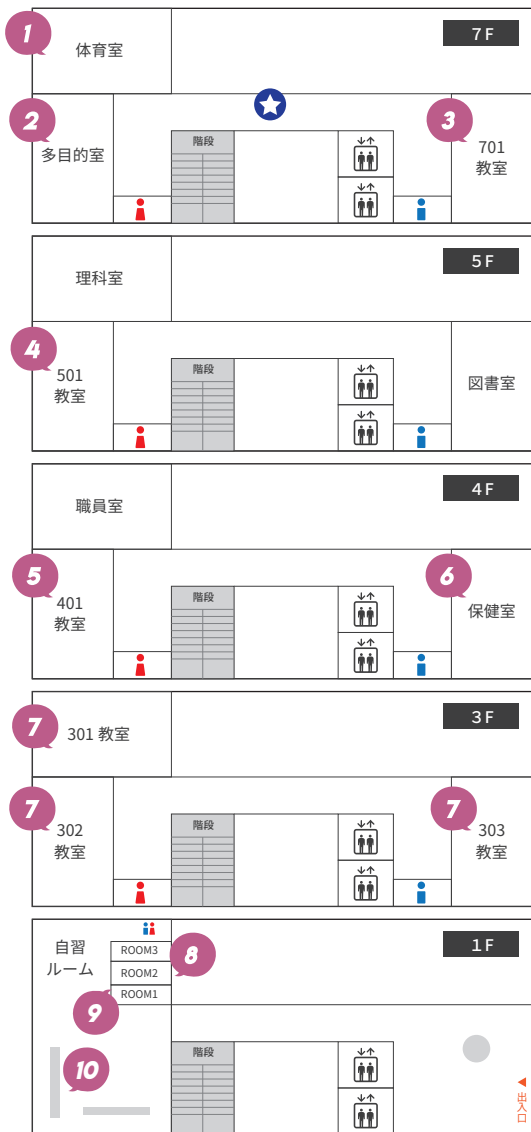 1
体育室
7F
2
多目的室
階段
3
701
教室
理科室
5F
4
501
教室
階段
図書室
職員室
4F
5
401
教室
階段
6
保健室
7
301 教室
3F
7
302
教室
階段
7
303
教室
自習
ルーム
ROOM3
ROOM2
ROOM1
8
1F
9
10
階段
出入口